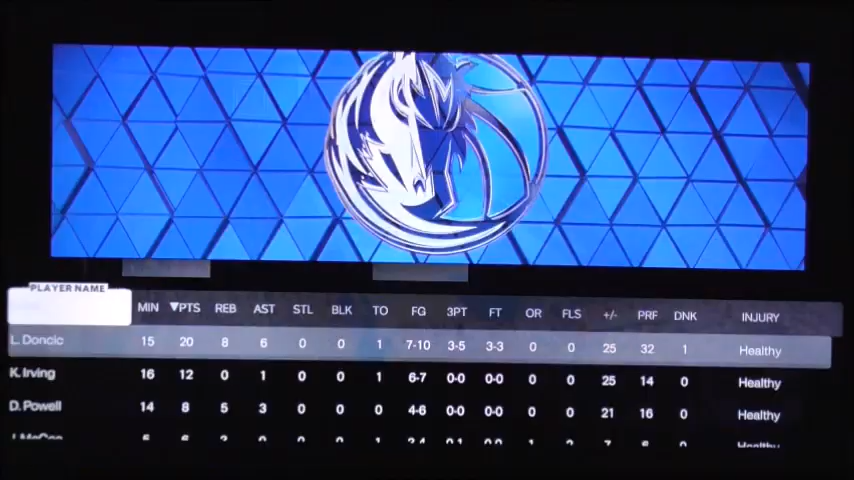 PLAYER NAME MIN ▼PTS REB AST STL BLK TO FG 3PT FT OR FLS +/- PRF DNK INJURY
L. Doncic 15 20 8 6 0 0 1 7-10 3-5 3-3 0 0 25 32 1 Healthy
K. Irving 16 12 0 1 0 0 1 6-7 0-0 0-0 0 0 25 14 0 Healthy
D. Powell 14 8 5 3 0 0 0 4-6 0-0 0-0 0 0 21 16 0 Healthy